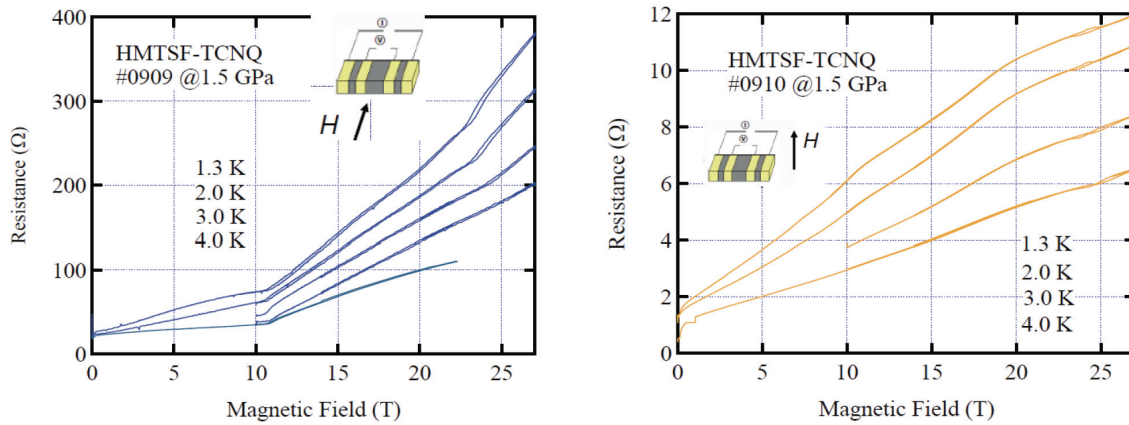 HMTSF-TCNQ
#0909 @1.5 GPa
I
V
H
1.3 K
2.0 K
3.0 K
4.0 K
Resistance (Ω)
400
300
200
100
0
0 5 10 15 20 25
Magnetic Field (T)
HMTSF-TCNQ
#0910 @1.5 GPa
I
V
H
1.3 K
2.0 K
3.0 K
4.0 K
Resistance (Ω)
12
10
8
6
4
2
0
0 5 10 15 20 25
Magnetic Field (T)